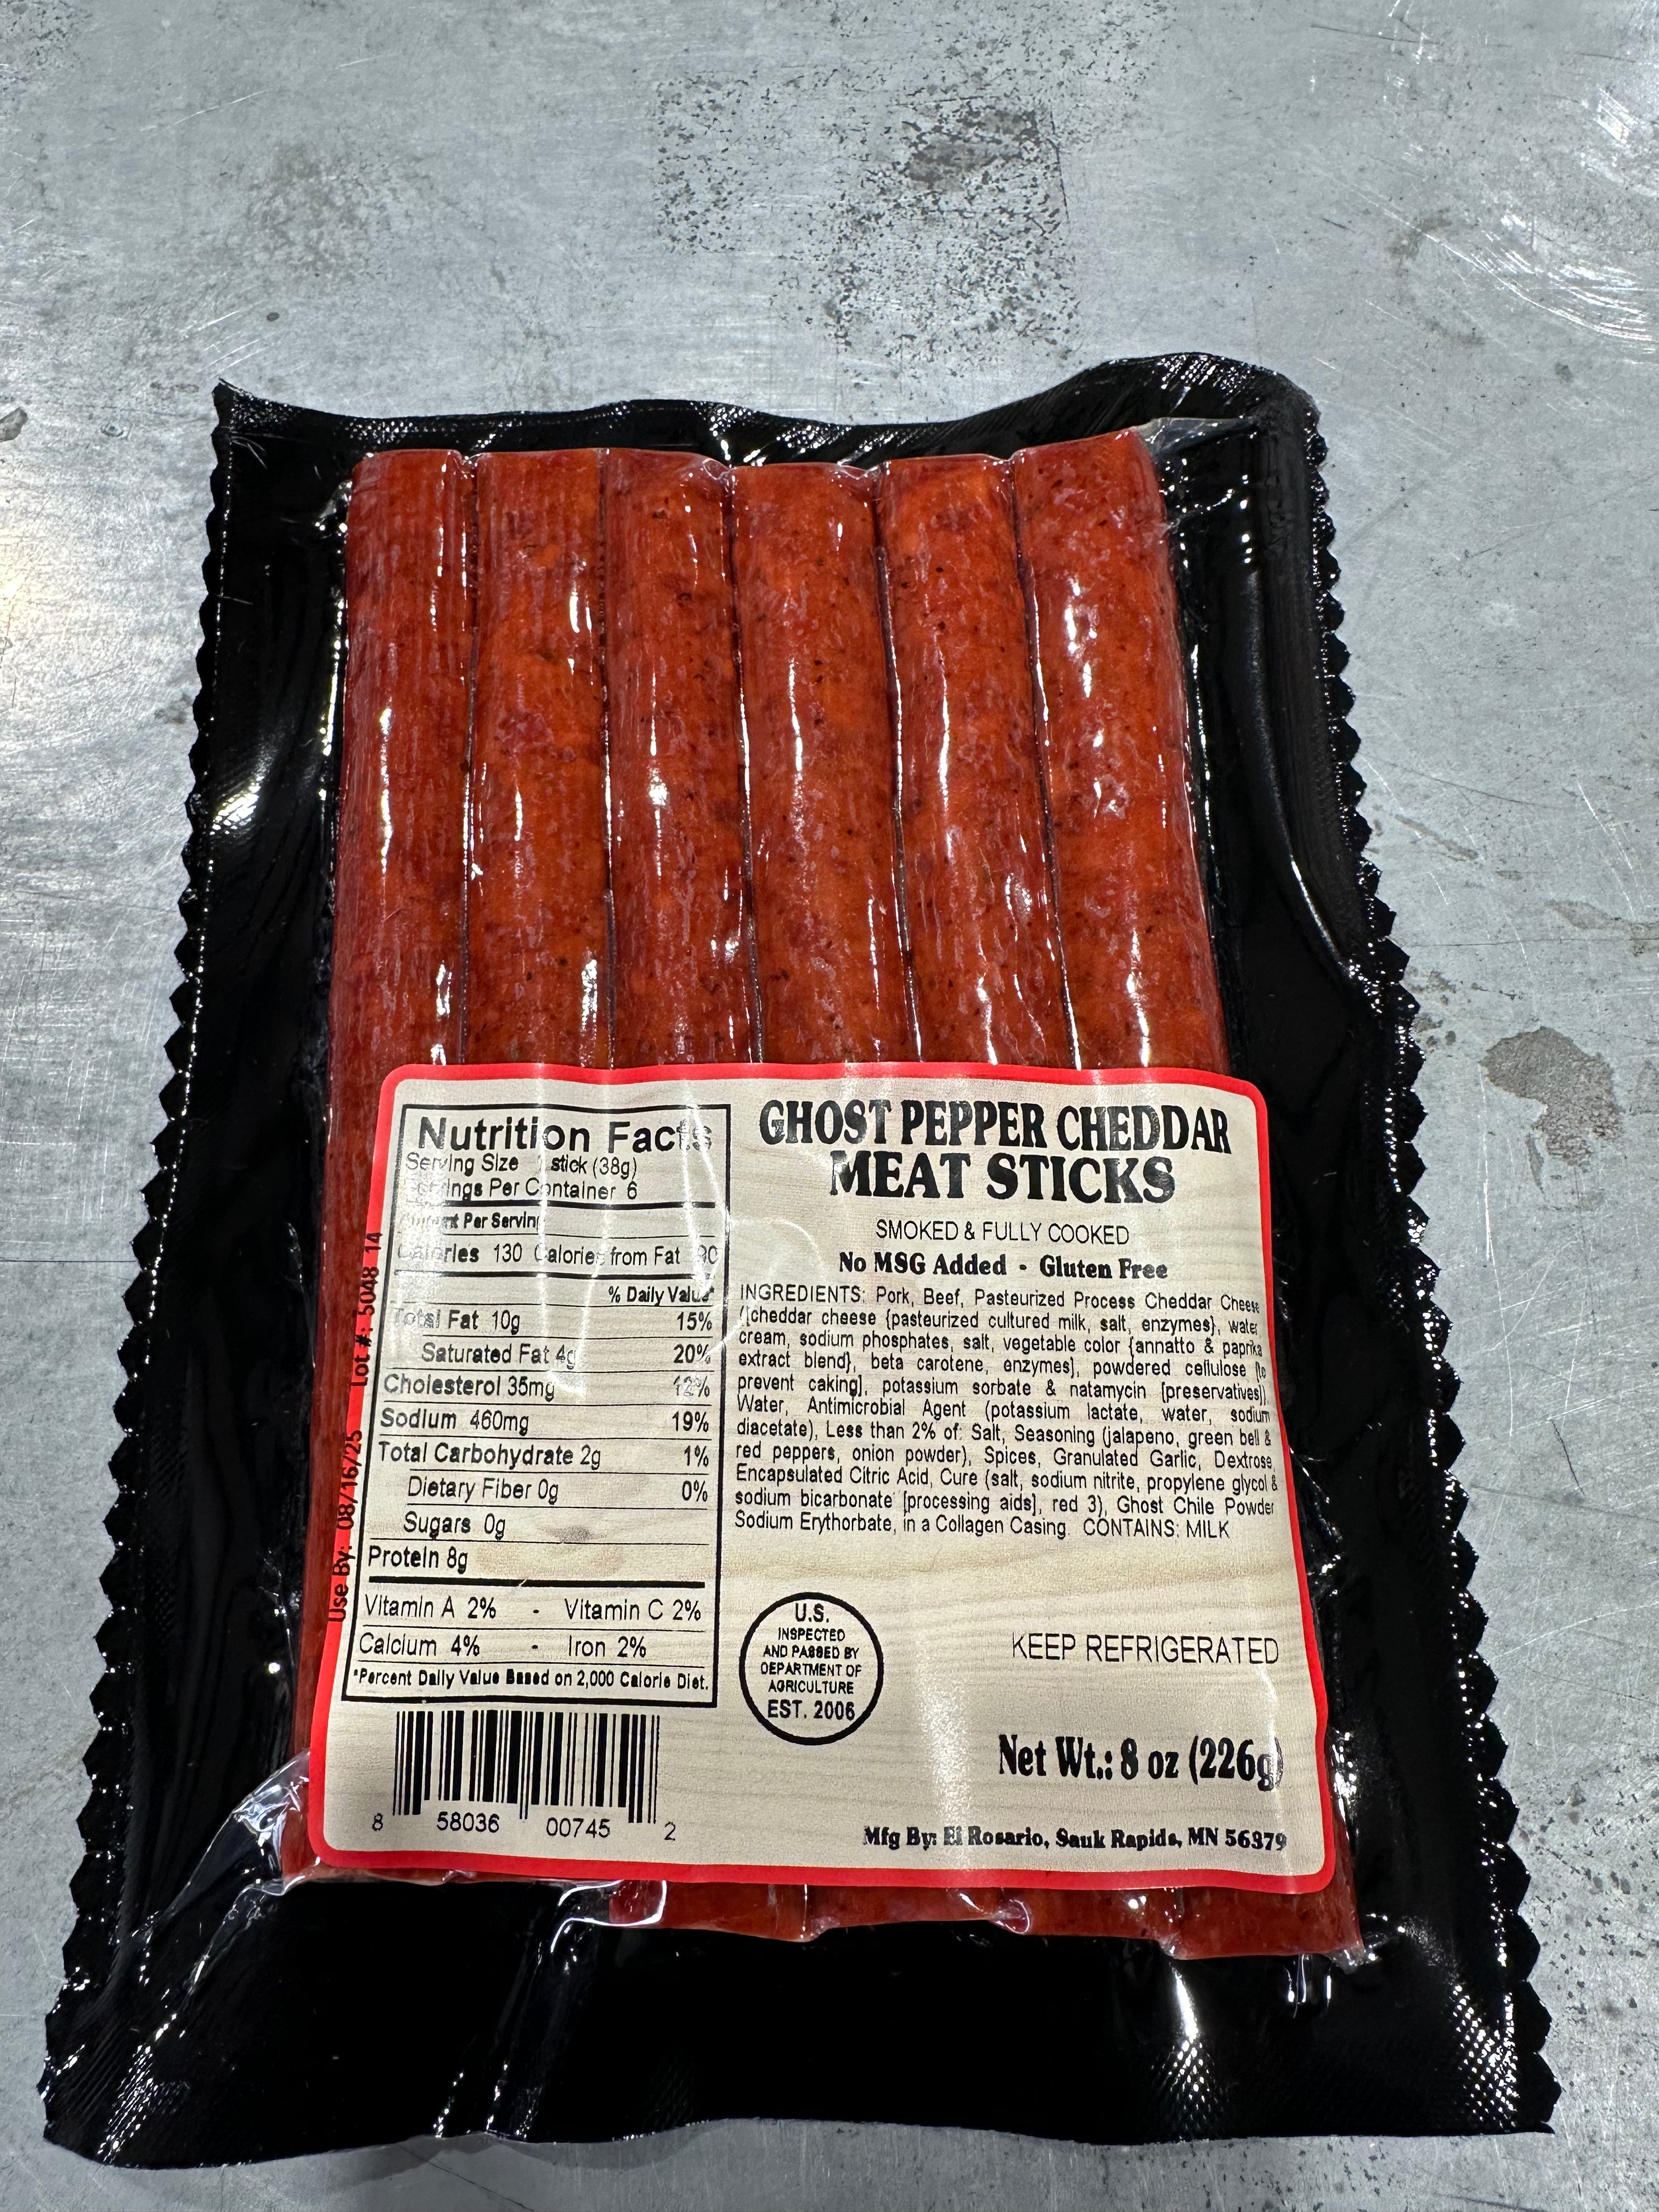 Nutrition Facts
Serving Size 1 stick (38g)
Servings Per Container 6
Amount Per Serving
Calories 130 Calories from Fat 90
% Daily Value*
Total Fat 10g 15%
Saturated Fat 4g 20%
Cholesterol 35mg 12%
Sodium 460mg 19%
Total Carbohydrate 2g 1%
Dietary Fiber 0g 0%
Sugars 0g
Protein 8g
Vitamin A 2% - Vitamin C 2%
Calcium 4% - Iron 2%
*Percent Daily Value Based on 2,000 Calorie Diet.
8 58036 00745 2
Use By: 08/16/25 Lot #: 5048 14
GHOST PEPPER CHEDDAR
MEAT STICKS
SMOKED & FULLY COOKED
No MSG Added - Gluten Free
INGREDIENTS: Pork, Beef, Pasteurized Process Cheddar Cheese
([cheddar cheese {pasteurized cultured milk, salt, enzymes}, water,
cream, sodium phosphates, salt, vegetable color {annatto & paprika
extract blend}, beta carotene, enzymes], powdered cellulose [to
prevent caking], potassium sorbate & natamycin [preservatives]),
Water, Antimicrobial Agent (potassium lactate, water, sodium
diacetate), Less than 2% of: Salt, Seasoning (jalapeno, green bell &
red peppers, onion powder), Spices, Granulated Garlic, Dextrose,
Encapsulated Citric Acid, Cure (salt, sodium nitrite, propylene glycol &
sodium bicarbonate [processing aids], red 3), Ghost Chile Powder
Sodium Erythorbate, in a Collagen Casing. CONTAINS: MILK
U.S.
INSPECTED
AND PASSED BY
DEPARTMENT OF
AGRICULTURE
EST. 2006
KEEP REFRIGERATED
Net Wt.: 8 oz (226g)
Mfg By: El Rosario, Sauk Rapids, MN 56379